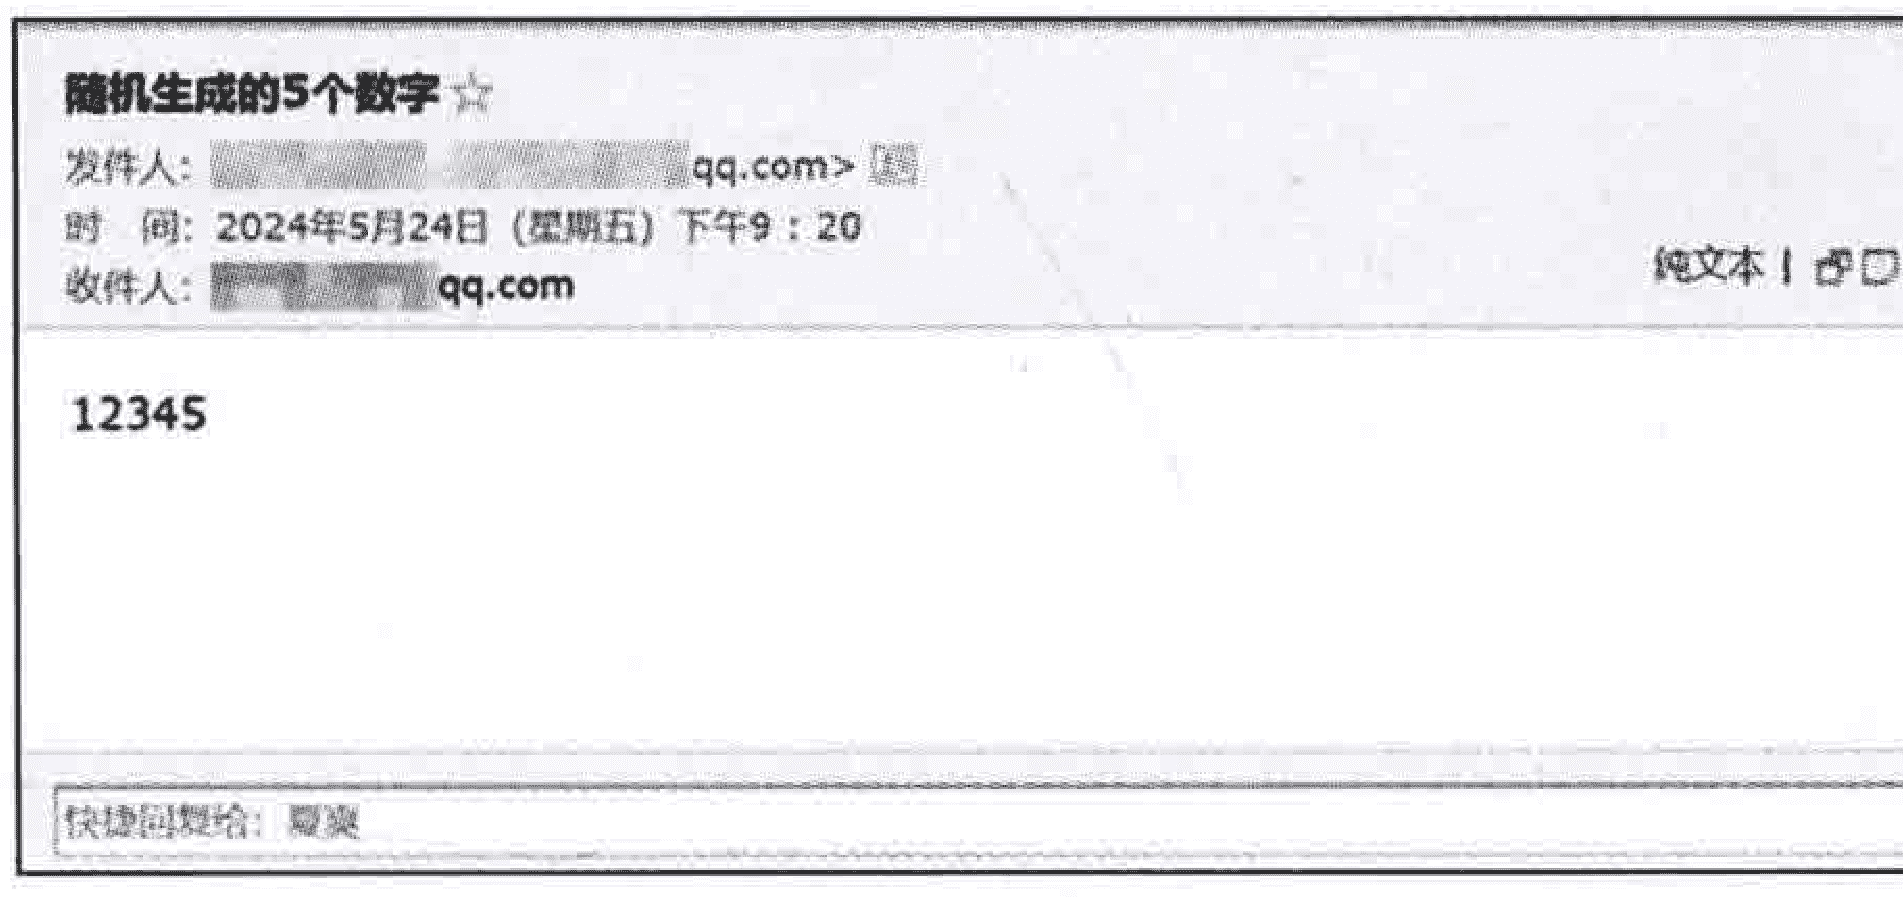 随机生成的5个数字☆
发件人: qq.com>
时 间: 2024年5月24日（星期五）下午9：20
收件人: qq.com
纯文本 |
12345
快捷回复给: